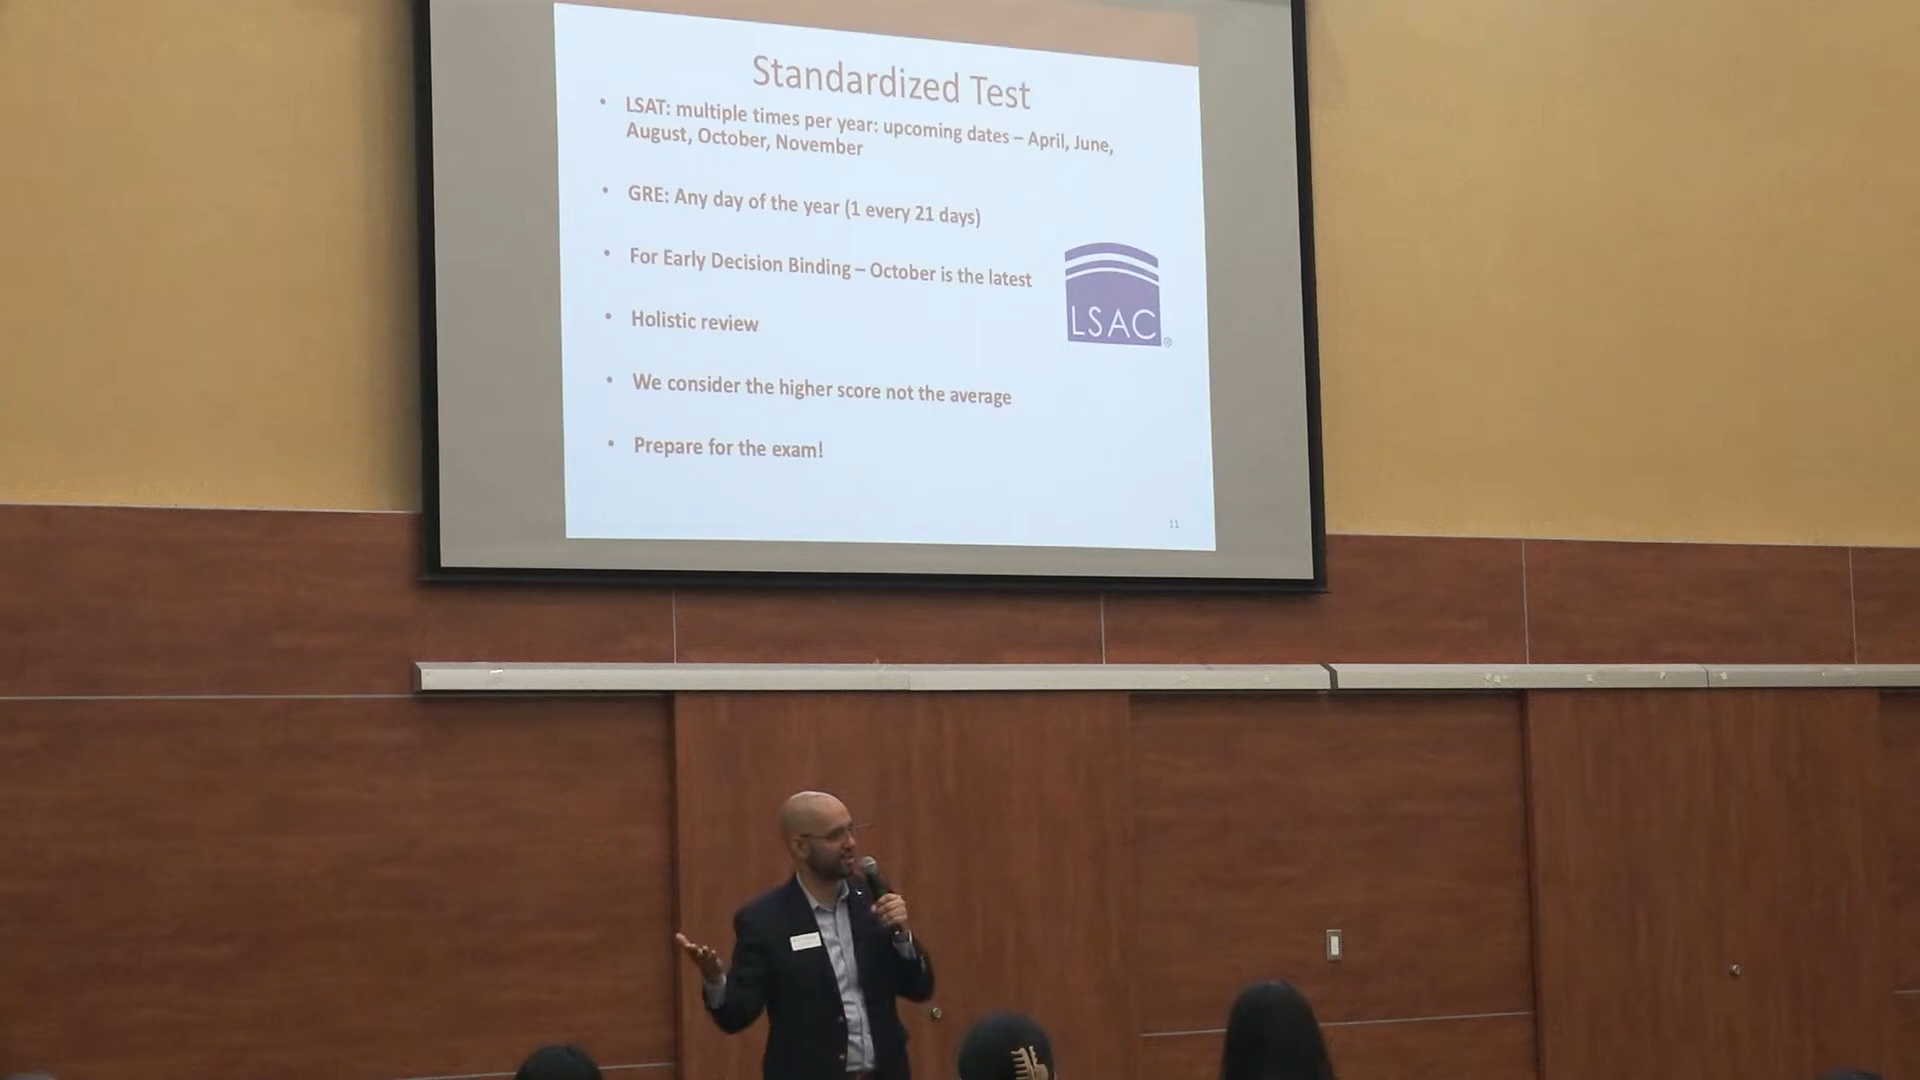 Standardized Test
• LSAT: multiple times per year: upcoming dates – April, June,
August, October, November
• GRE: Any day of the year (1 every 21 days)
• For Early Decision Binding – October is the latest
• Holistic review
LSAC®
• We consider the higher score not the average
• Prepare for the exam!
11